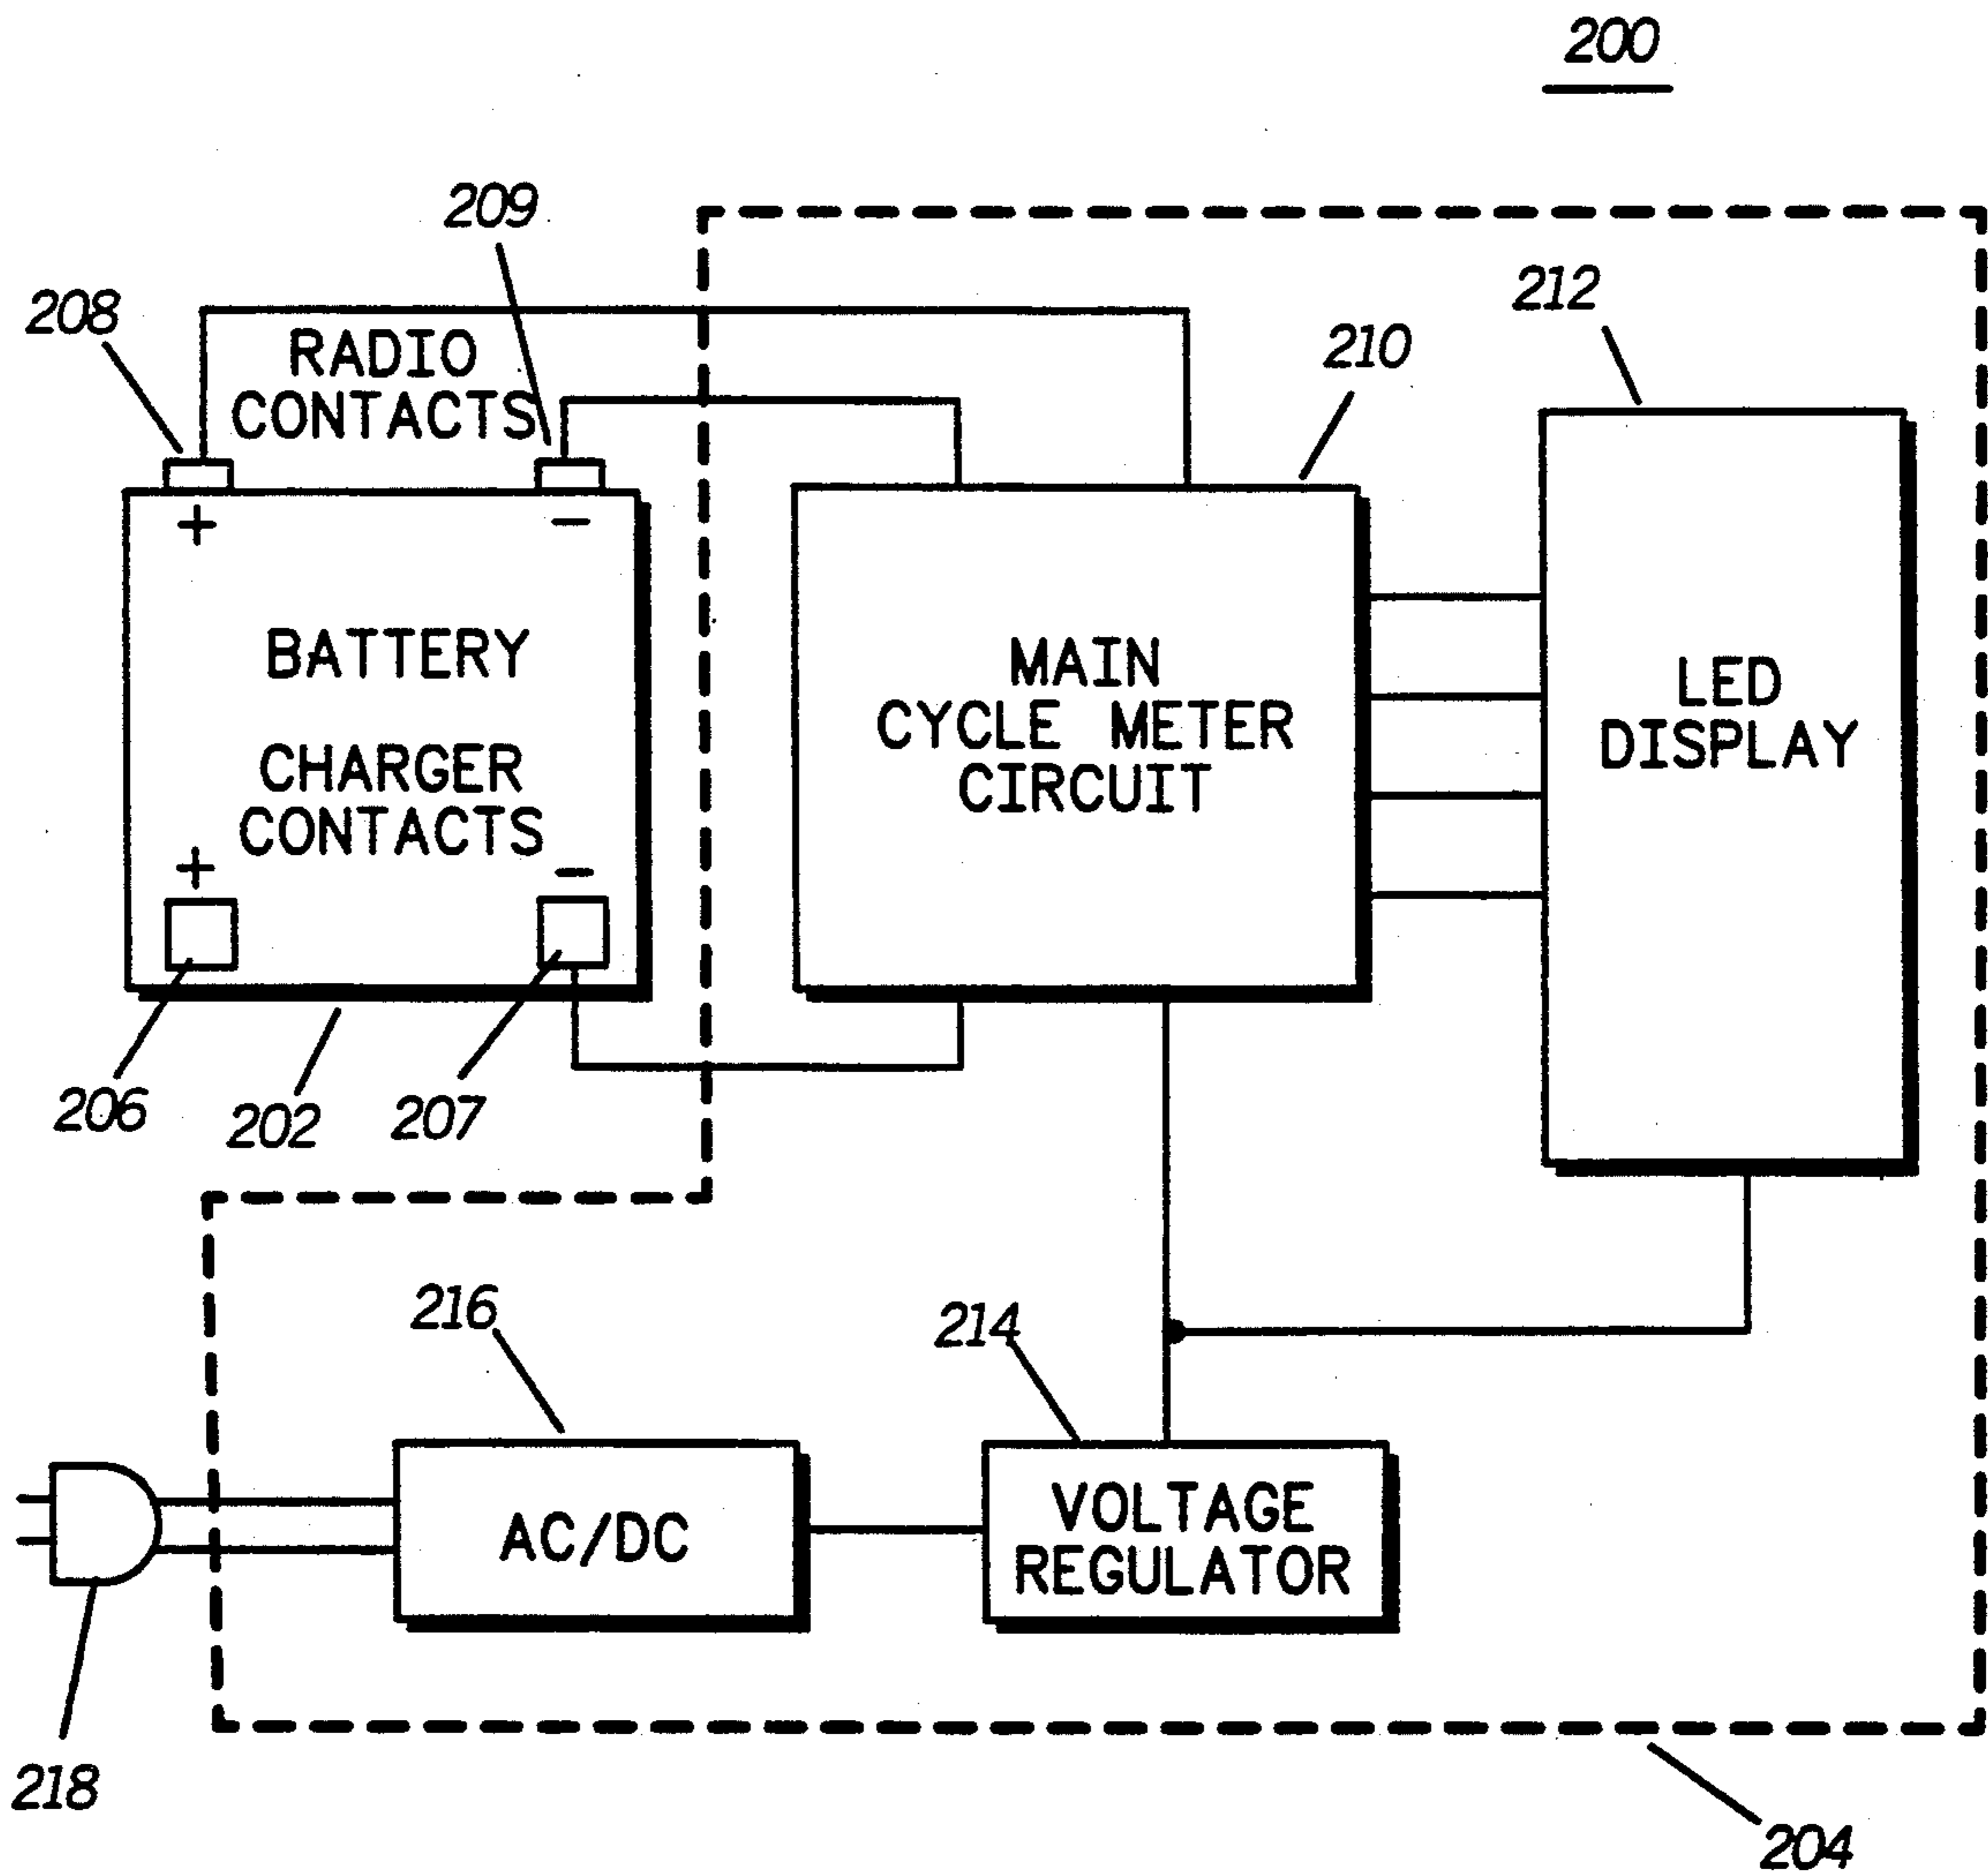 200
209
208
212
210
RADIO
CONTACTS
+
−
BATTERY
MAIN
CYCLE METER
CIRCUIT
LED
DISPLAY
CHARGER
CONTACTS
+
−
206
202
207
216
214
AC/DC
VOLTAGE
REGULATOR
218
204